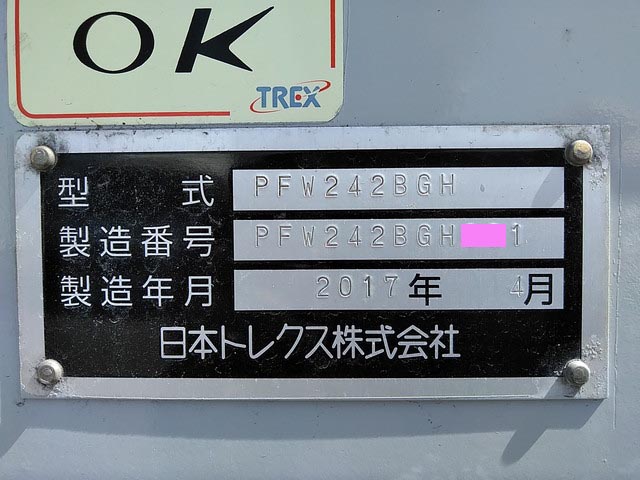 OK
TREX
型式 PFW242BGH
製造番号 PFW242BGH 1
製造年月 2017年 4月
日本トレクス株式会社